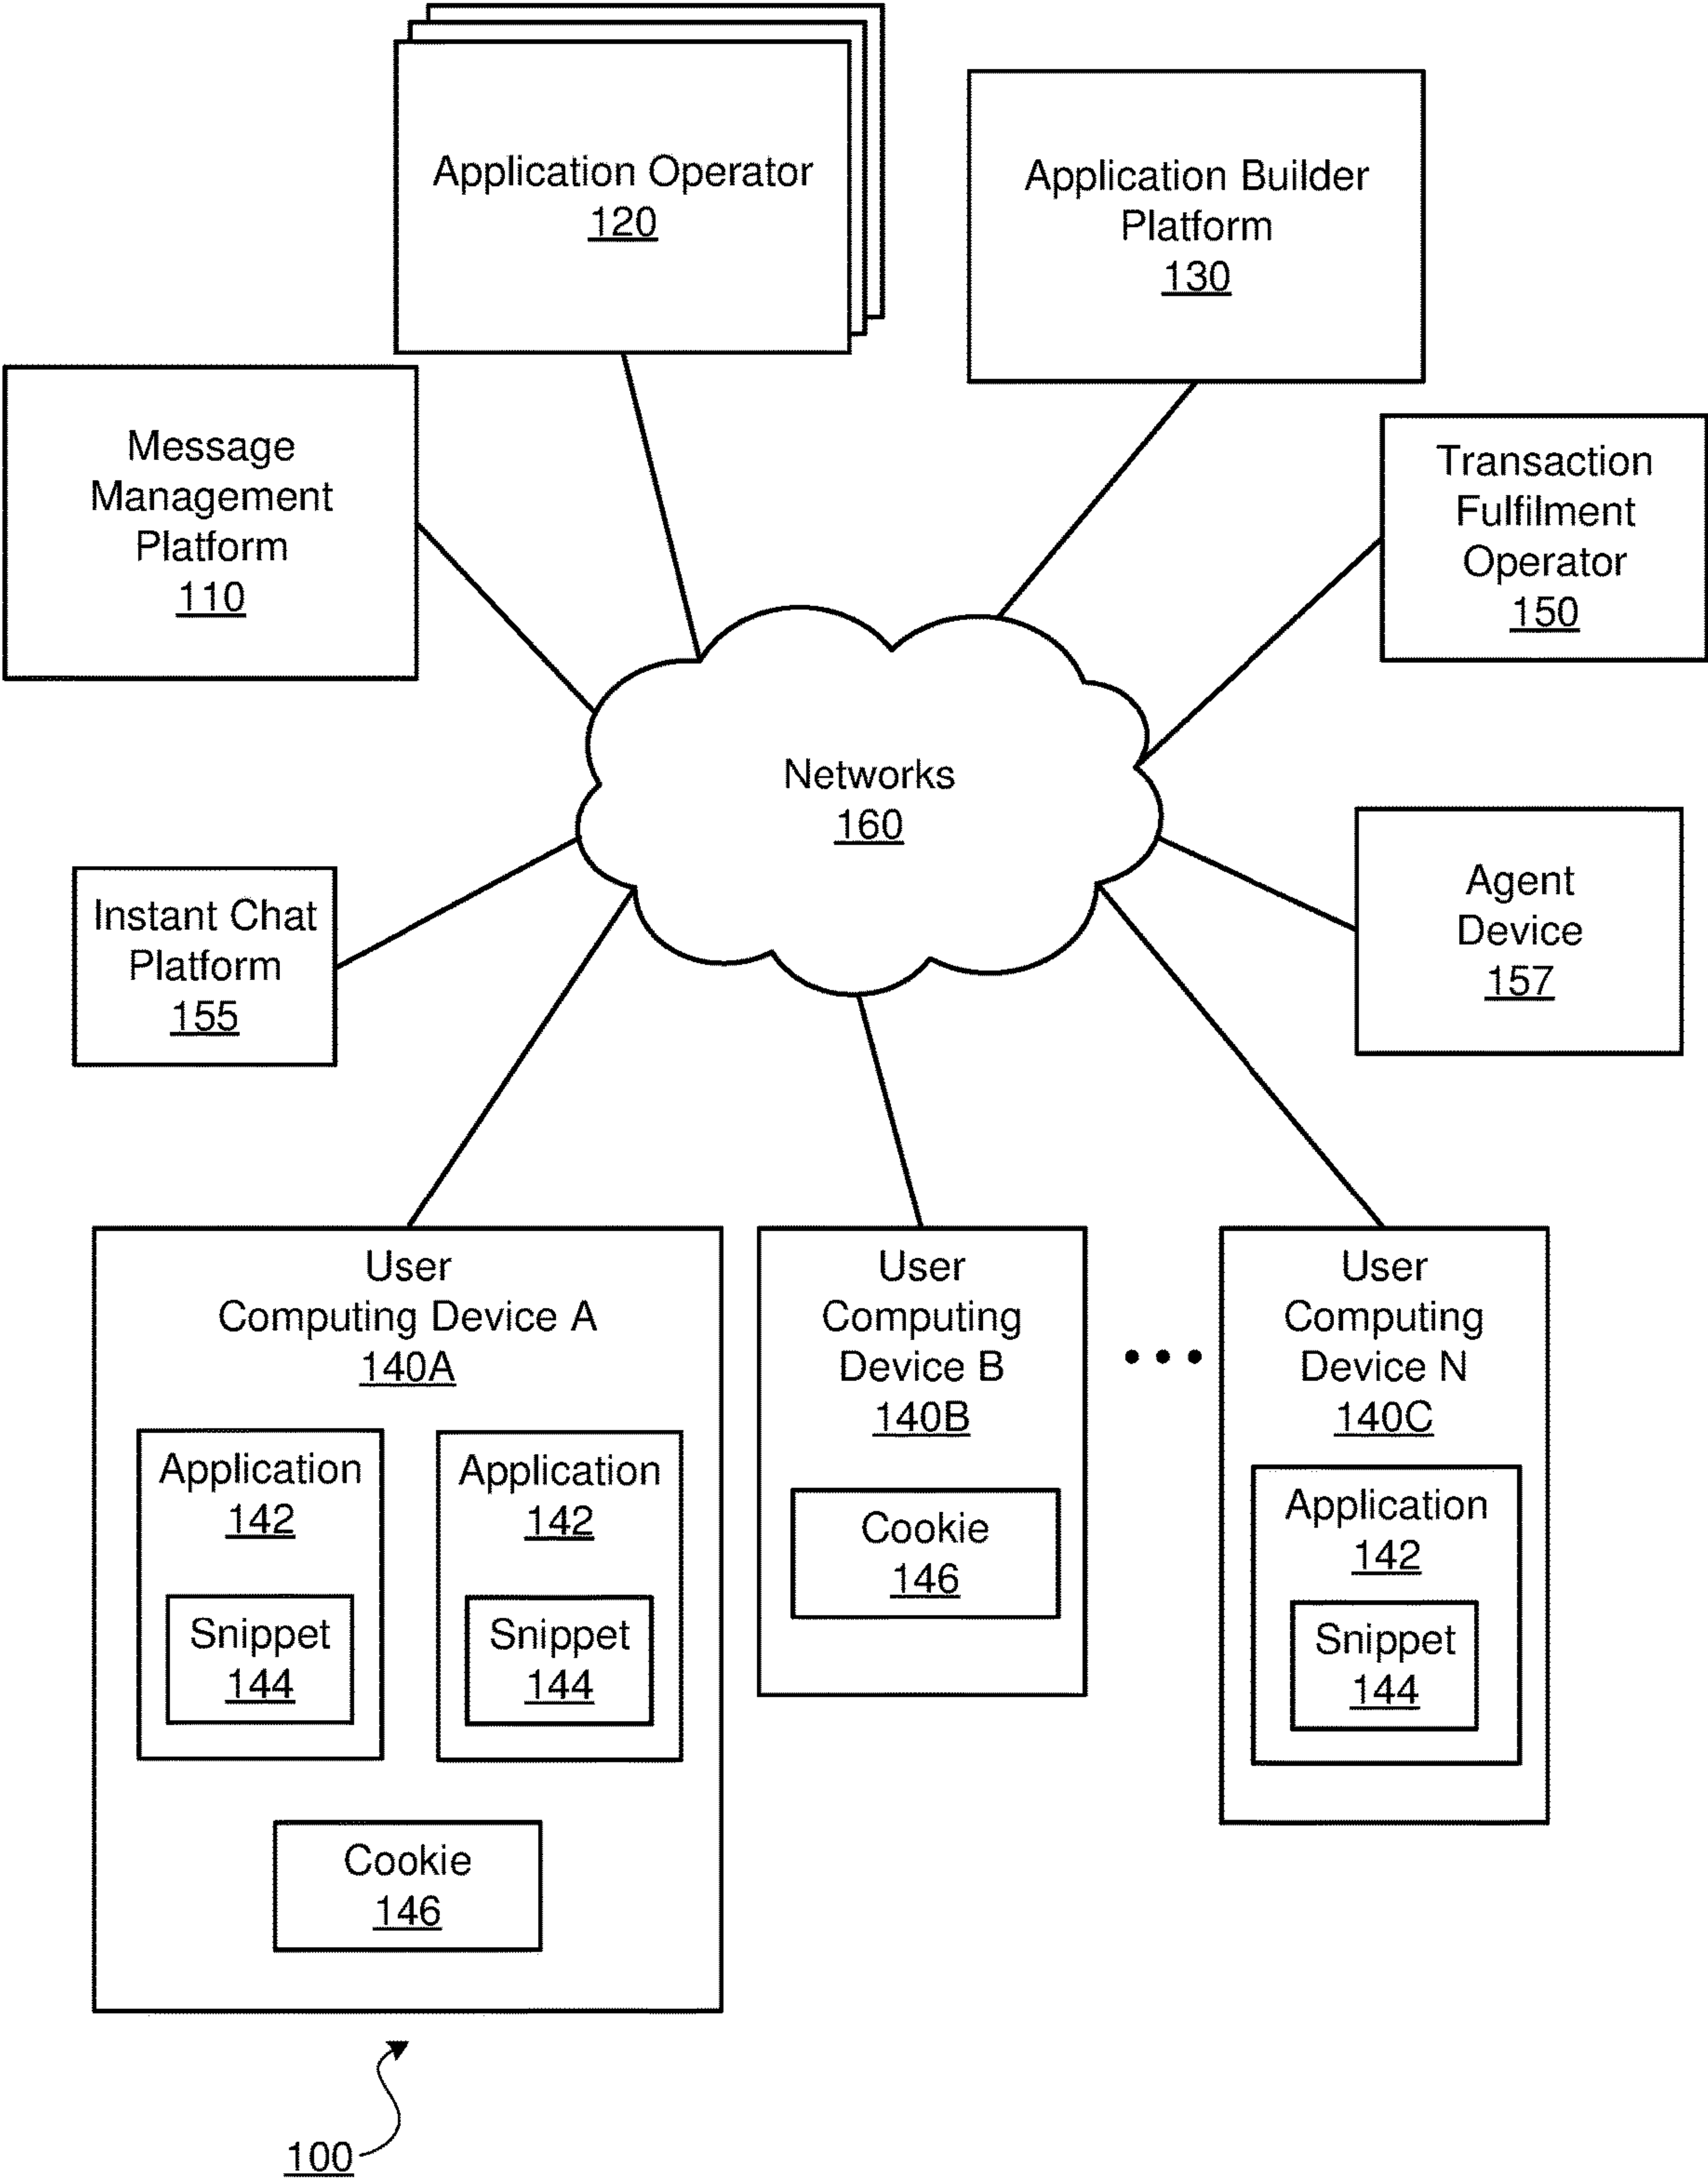 Application Operator
120
Application Builder
Platform
130
Message
Management
Platform
110
Transaction
Fulfilment
Operator
150
Networks
160
Instant Chat
Platform
155
Agent
Device
157
User
Computing Device A
140A
Application
142
Snippet
144
Application
142
Snippet
144
Cookie
146
User
Computing
Device B
140B
Cookie
146
User
Computing
Device N
140C
Application
142
Snippet
144
100